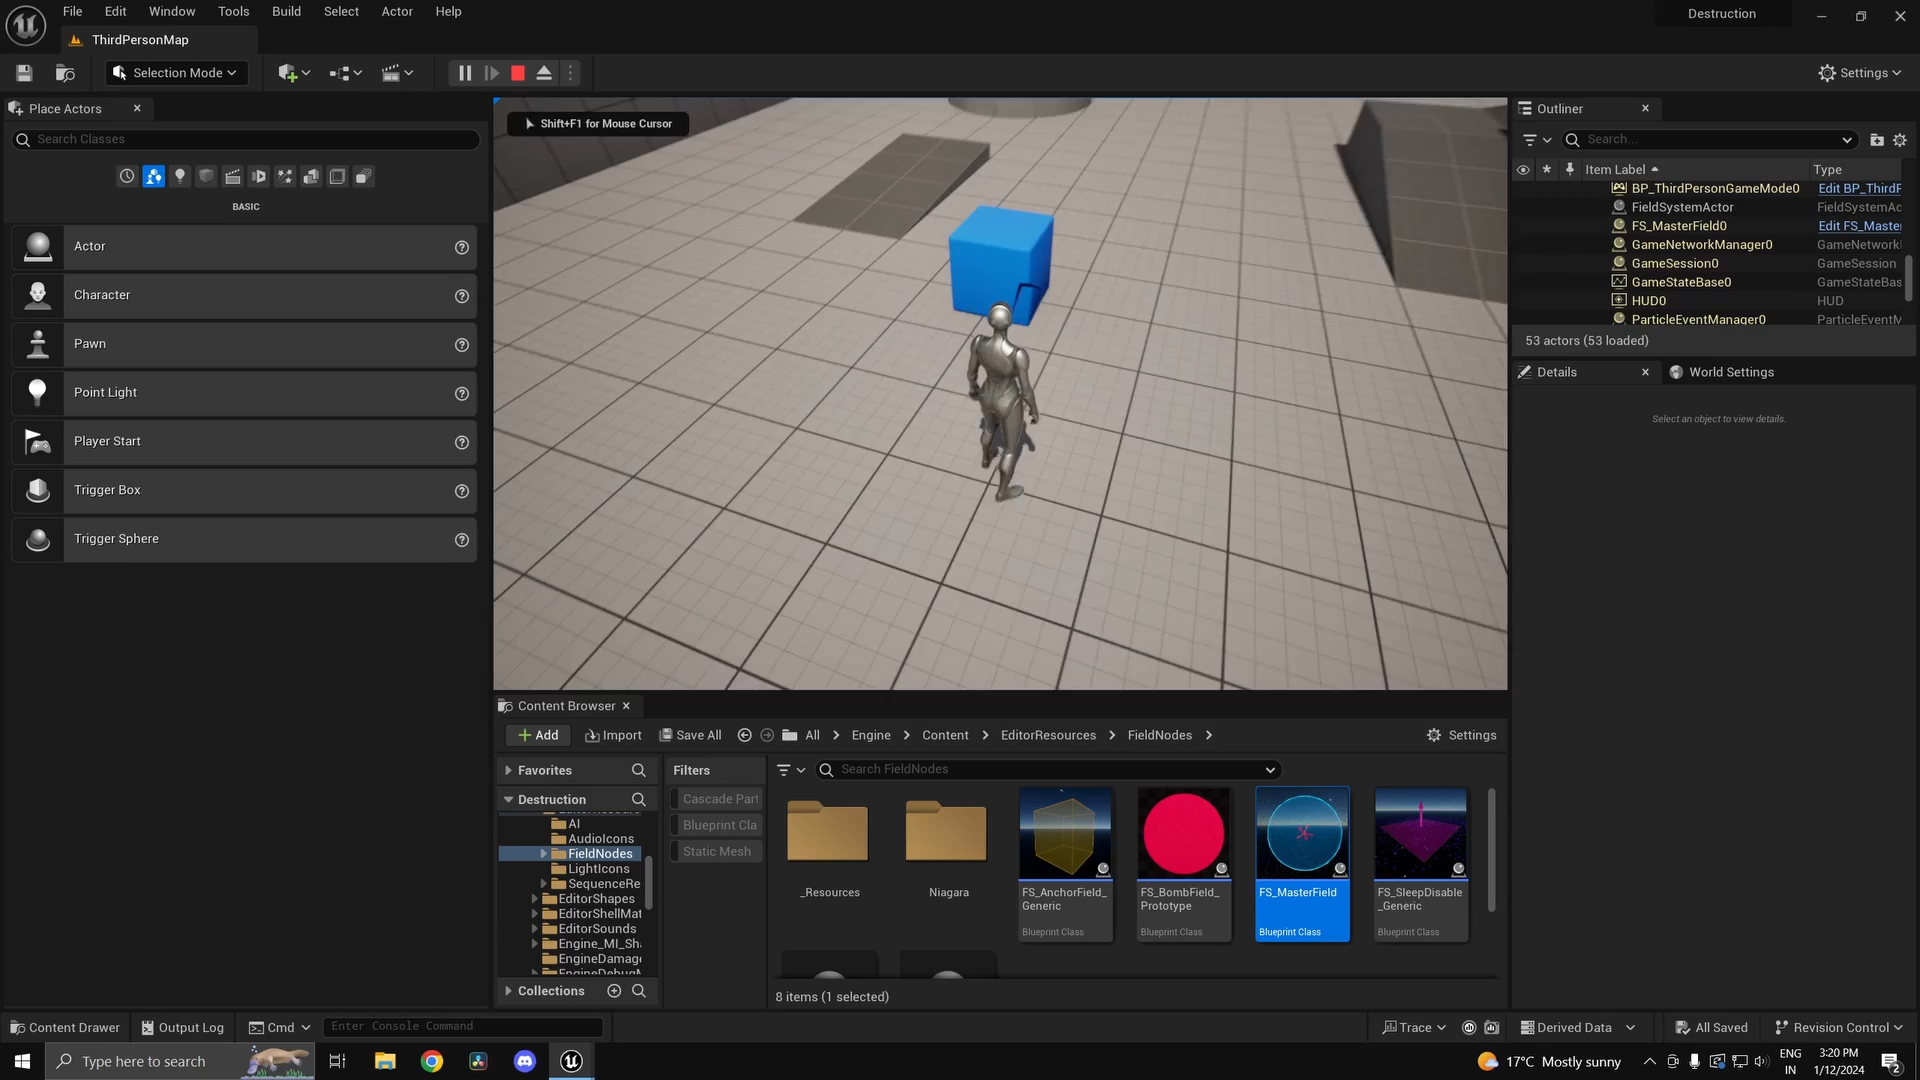 File Edit Window Tools Build Select Actor Help
Destruction
ThirdPersonMap
Selection Mode
Settings
Place Actors
Search Classes
BASIC
Actor
Character
Pawn
Point Light
Player Start
Trigger Box
Trigger Sphere
Shift+F1 for Mouse Cursor
Outliner
Search...
Item Label Type
BP_ThirdPersonGameMode0 Edit BP_ThirdP
FieldSystemActor FieldSystemAc
FS_MasterField0 Edit FS_Master
GameNetworkManager0 GameNetwork
GameSession0 GameSession
GameStateBase0 GameStateBas
HUD0 HUD
ParticleEventManager0 ParticleEventM
53 actors (53 loaded)
Details World Settings
Select an object to view details.
Content Browser
Add Import Save All All Engine Content EditorResources FieldNodes Settings
Favorites
Destruction
AI
AudioIcons
FieldNodes
LightIcons
SequenceRe
EditorShapes
EditorShellMat
EditorSounds
Engine_MI_Sha
EngineDamage
EngineDebugM
Collections
Filters
Cascade Part
Blueprint Cla
Static Mesh
Search FieldNodes
_Resources
Niagara
FS_AnchorField_
Generic
Blueprint Class
FS_BombField_
Prototype
Blueprint Class
FS_MasterField
Blueprint Class
FS_SleepDisable
_Generic
Blueprint Class
8 items (1 selected)
Content Drawer Output Log Cmd Enter Console Command Trace Derived Data All Saved Revision Control
Type here to search
17°C Mostly sunny
ENG
IN
3:20 PM
1/12/2024
2